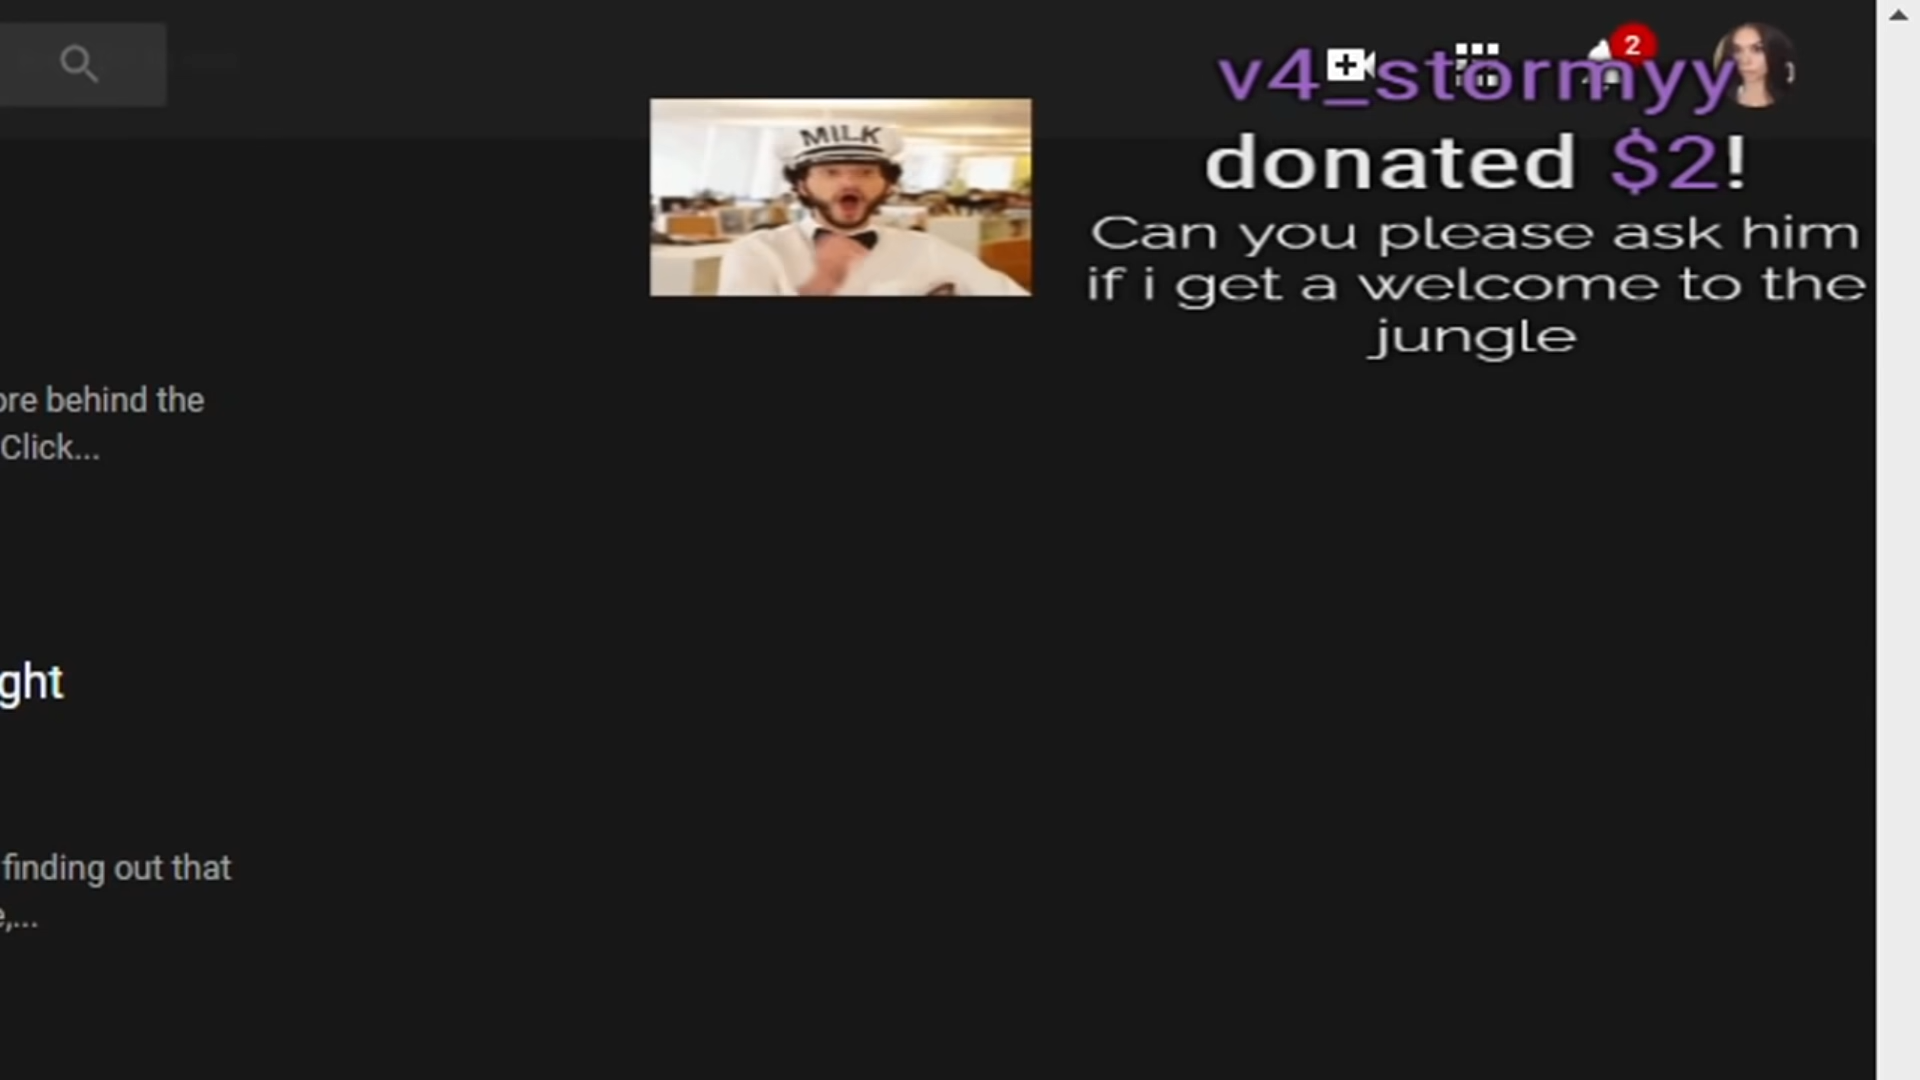 2
v4_stormyy
donated $2!
MILK
Can you please ask him
if i get a welcome to the
jungle
ore behind the
Click...
ght
finding out that
e,...